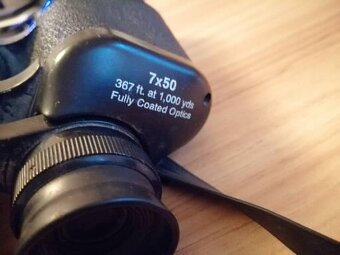 7x50
367 ft. at 1,000 yds
Fully Coated Optics